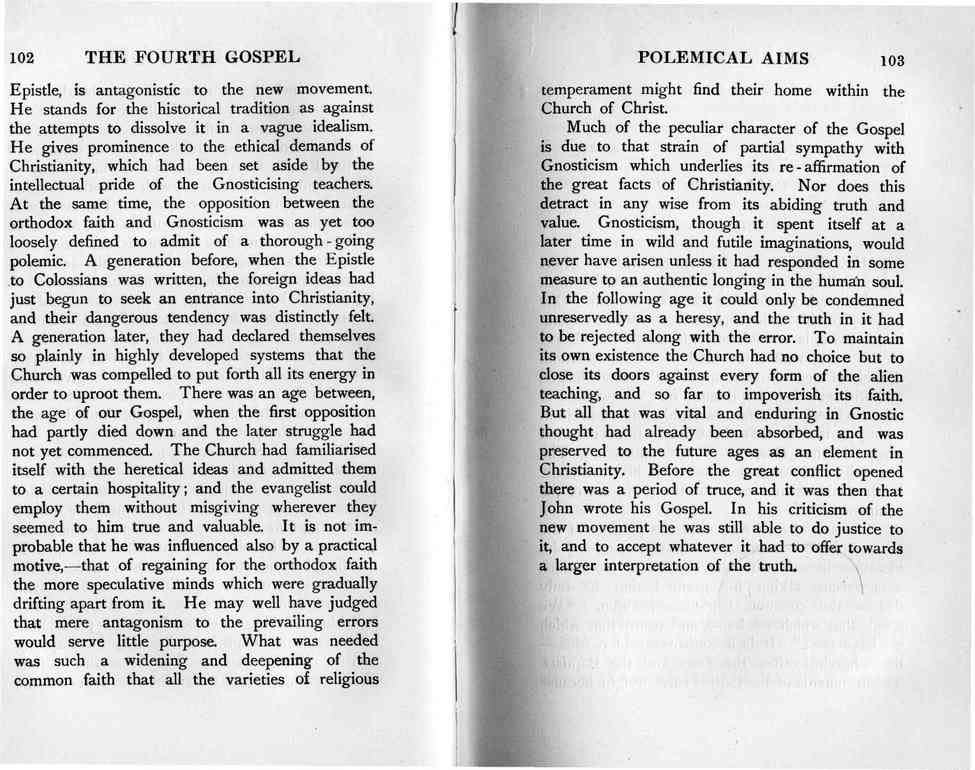 102 THE FOURTH GOSPEL
Epistle, is antagonistic to the new movement.
He stands for the historical tradition as against
the attempts to dissolve it in a vague idealism.
He gives prominence to the ethical demands of
Christianity, which had been set aside by the
intellectual pride of the Gnosticising teachers.
At the same time, the opposition between the
orthodox faith and Gnosticism was as yet too
loosely defined to admit of a thorough-going
polemic. A generation before, when the Epistle
to Colossians was written, the foreign ideas had
just begun to seek an entrance into Christianity,
and their dangerous tendency was distinctly felt.
A generation later, they had declared themselves
so plainly in highly developed systems that the
Church was compelled to put forth all its energy in
order to uproot them. There was an age between,
the age of our Gospel, when the first opposition
had partly died down and the later struggle had
not yet commenced. The Church had familiarised
itself with the heretical ideas and admitted them
to a certain hospitality; and the evangelist could
employ them without misgiving wherever they
seemed to him true and valuable. It is not im-
probable that he was influenced also by a practical
motive,—that of regaining for the orthodox faith
the more speculative minds which were gradually
drifting apart from it. He may well have judged
that mere antagonism to the prevailing errors
would serve little purpose. What was needed
was such a widening and deepening of the
common faith that all the varieties of religious
POLEMICAL AIMS 103
temperament might find their home within the
Church of Christ.
Much of the peculiar character of the Gospel
is due to that strain of partial sympathy with
Gnosticism which underlies its re-affirmation of
the great facts of Christianity. Nor does this
detract in any wise from its abiding truth and
value. Gnosticism, though it spent itself at a
later time in wild and futile imaginations, would
never have arisen unless it had responded in some
measure to an authentic longing in the human soul.
In the following age it could only be condemned
unreservedly as a heresy, and the truth in it had
to be rejected along with the error. To maintain
its own existence the Church had no choice but to
close its doors against every form of the alien
teaching, and so far to impoverish its faith.
But all that was vital and enduring in Gnostic
thought had already been absorbed, and was
preserved to the future ages as an element in
Christianity. Before the great conflict opened
there was a period of truce, and it was then that
John wrote his Gospel. In his criticism of the
new movement he was still able to do justice to
it, and to accept whatever it had to offer towards
a larger interpretation of the truth.